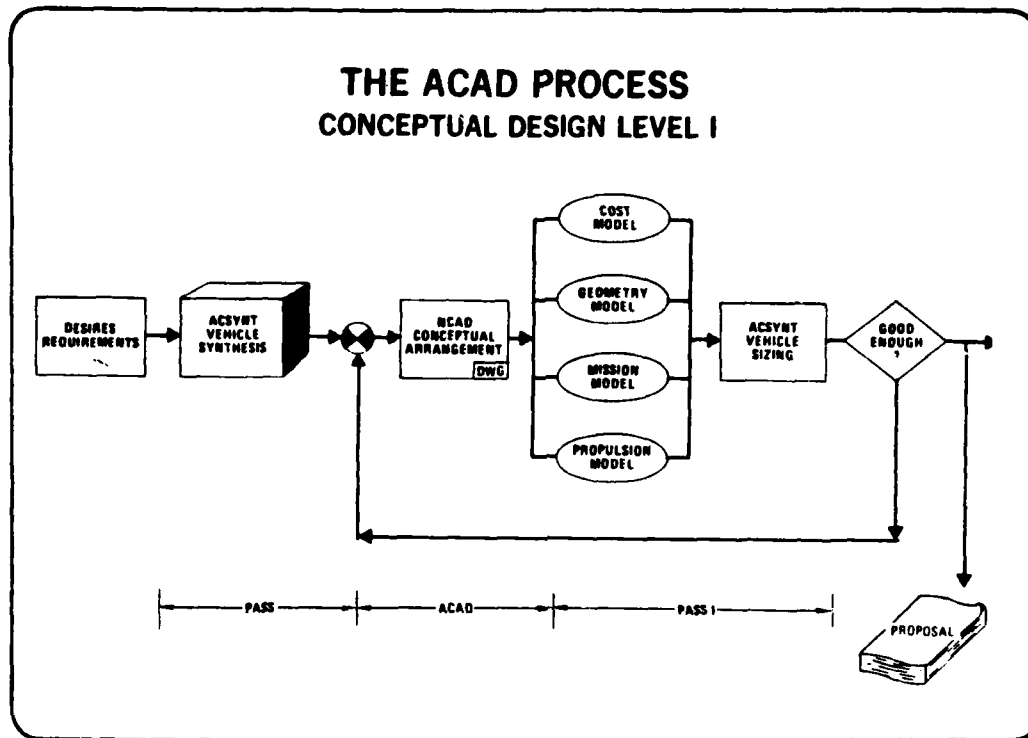 THE ACAD PROCESS
CONCEPTUAL DESIGN LEVEL I
DESIRES
REQUIREMENTS
ACSYNT
VEHICLE
SYNTHESIS
NCAD
CONCEPTUAL
ARRANGEMENT
DWG
COST
MODEL
GEOMETRY
MODEL
MISSION
MODEL
PROPULSION
MODEL
ACSYNT
VEHICLE
SIZING
GOOD
ENOUGH
?
PASS
ACAD
PASS I
PROPOSAL